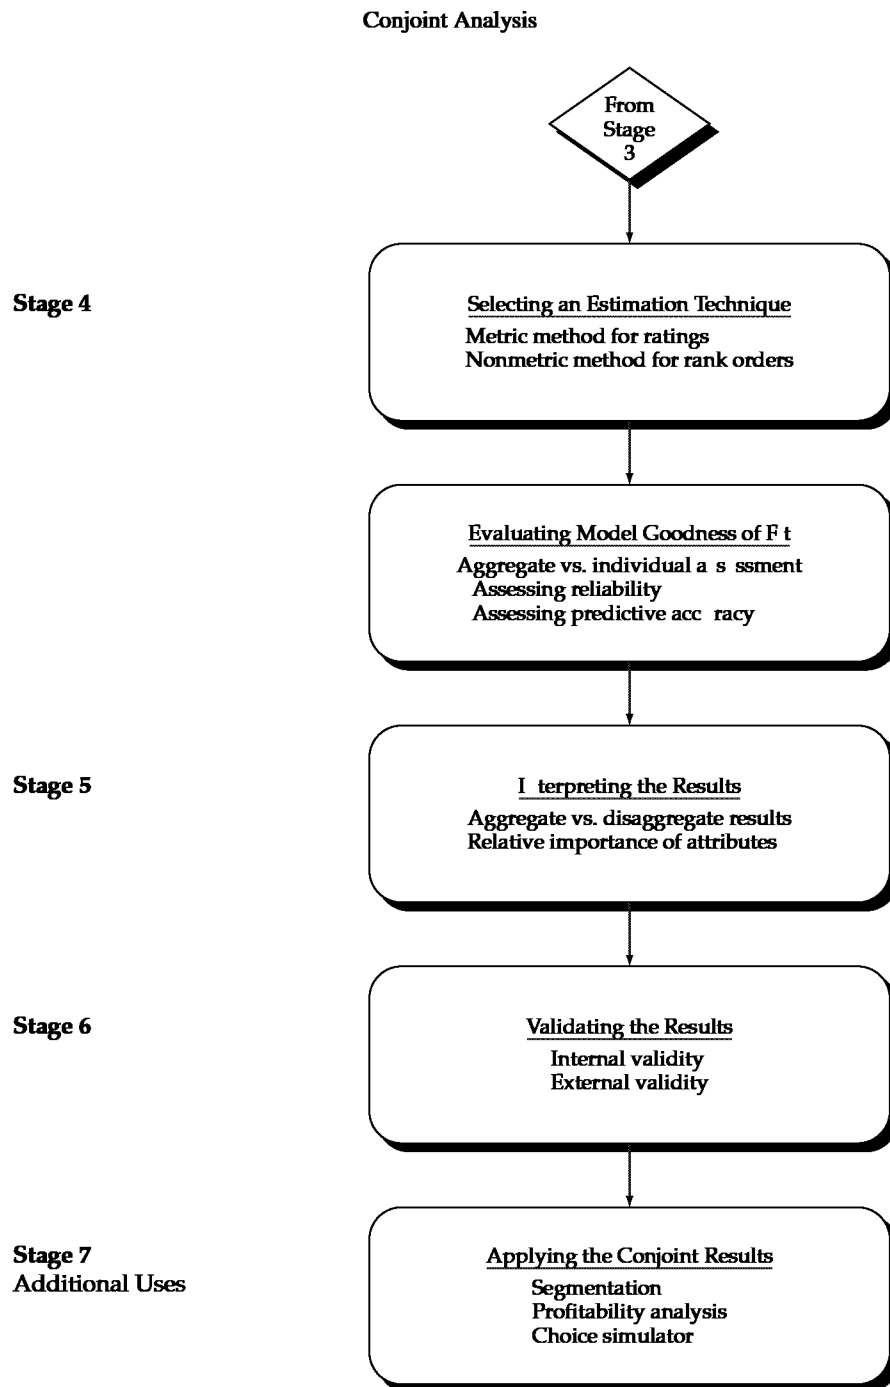 Conjoint Analysis
From
Stage
3
Stage 4
Selecting an Estimation Technique
Metric method for ratings
Nonmetric method for rank orders
Evaluating Model Goodness of F t
Aggregate vs. individual a s ssment
Assessing reliability
Assessing predictive acc racy
Stage 5
I terpreting the Results
Aggregate vs. disaggregate results
Relative importance of attributes
Stage 6
Validating the Results
Internal validity
External validity
Stage 7
Additional Uses
Applying the Conjoint Results
Segmentation
Profitability analysis
Choice simulator